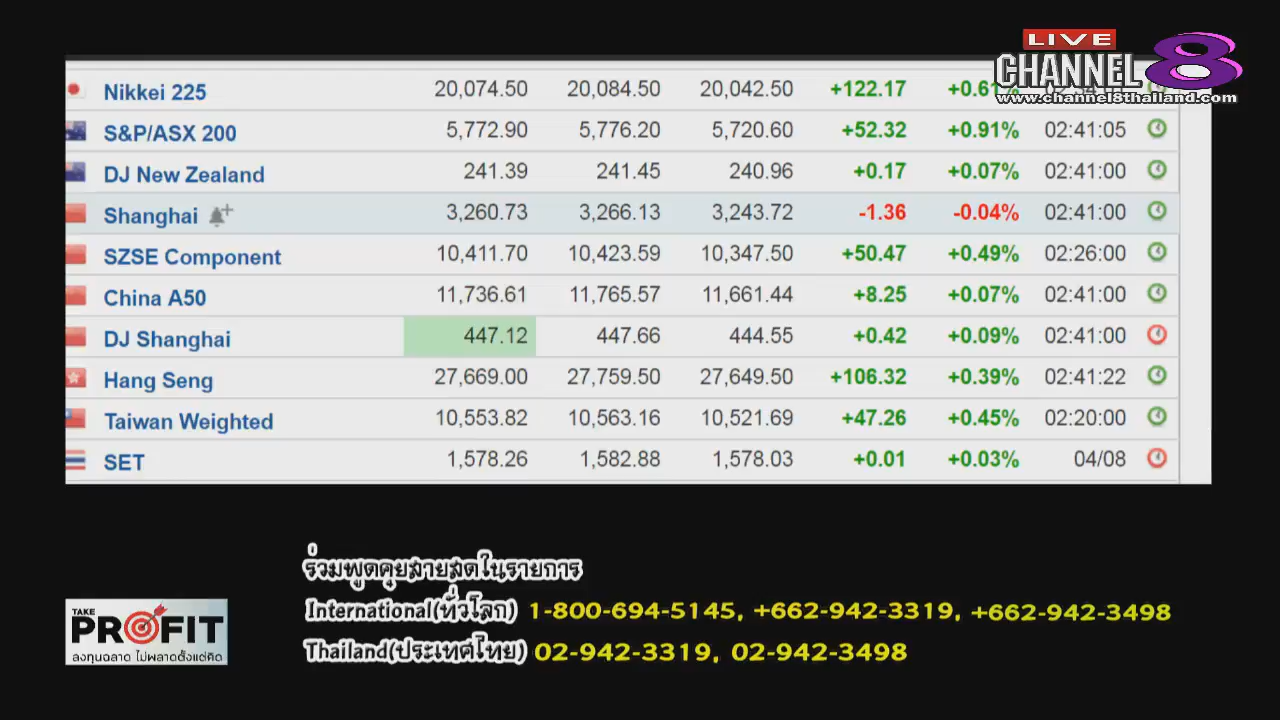 LIVE
CHANNEL 8
www.channel8thailand.com
Nikkei 225 20,074.50 20,084.50 20,042.50 +122.17
S&P/ASX 200 5,772.90 5,776.20 5,720.60 +52.32 +0.91% 02:41:05
DJ New Zealand 241.39 241.45 240.96 +0.17 +0.07% 02:41:00
Shanghai 3,260.73 3,266.13 3,243.72 -1.36 -0.04% 02:41:00
SZSE Component 10,411.70 10,423.59 10,347.50 +50.47 +0.49% 02:26:00
China A50 11,736.61 11,765.57 11,661.44 +8.25 +0.07% 02:41:00
DJ Shanghai 447.12 447.66 444.55 +0.42 +0.09% 02:41:00
Hang Seng 27,669.00 27,759.50 27,649.50 +106.32 +0.39% 02:41:22
Taiwan Weighted 10,553.82 10,563.16 10,521.69 +47.26 +0.45% 02:20:00
SET 1,578.26 1,582.88 1,578.03 +0.01 +0.03% 04/08
ร่วมพูดคุยสายสดในรายการ
International(ทั่วโลก) 1-800-694-5145, +662-942-3319, +662-942-3498
Thailand(ประเทศไทย) 02-942-3319, 02-942-3498
TAKE
PROFIT
ลงทุนฉลาด ไม่พลาดตั้งแต่คิด